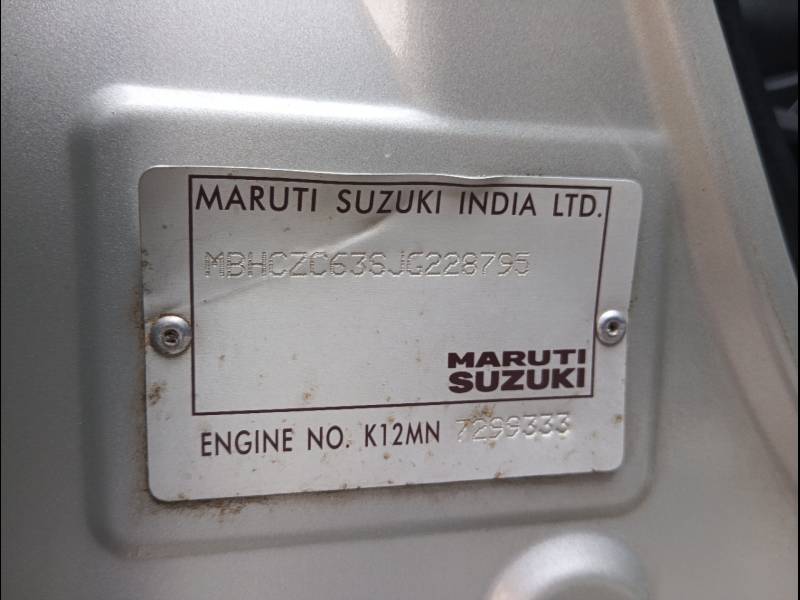 MARUTI SUZUKI INDIA LTD.
MBHCZC63SJG228795
MARUTI
SUZUKI
ENGINE NO. K12MN 7299333